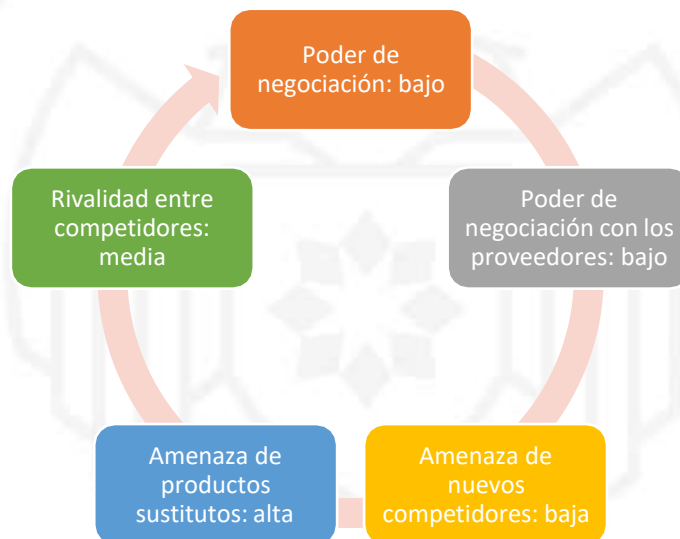 Poder de
negociación: bajo
Poder de
negociación con los
proveedores: bajo
Amenaza de
nuevos
competidores: baja
Amenaza de
productos
sustitutos: alta
Rivalidad entre
competidores:
media